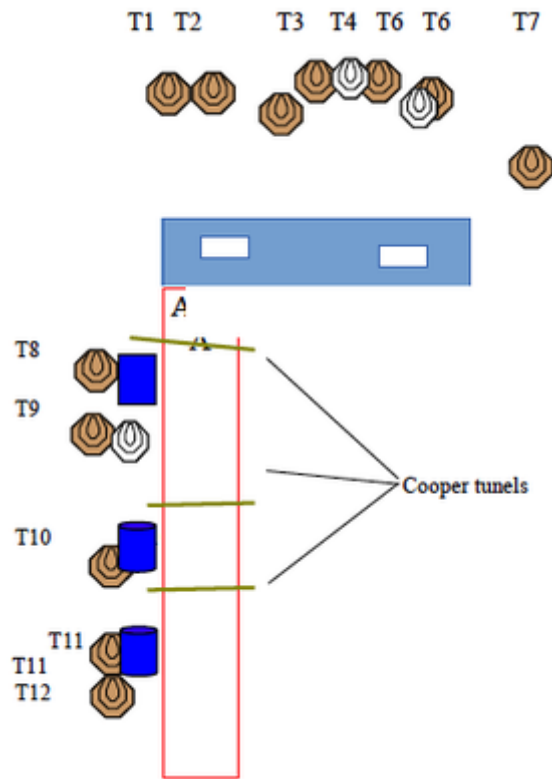 T1 T2 T3 T4 T6 T6 T7
A
A
T8
T9
Cooper tunels
T10
T11
T11
T12